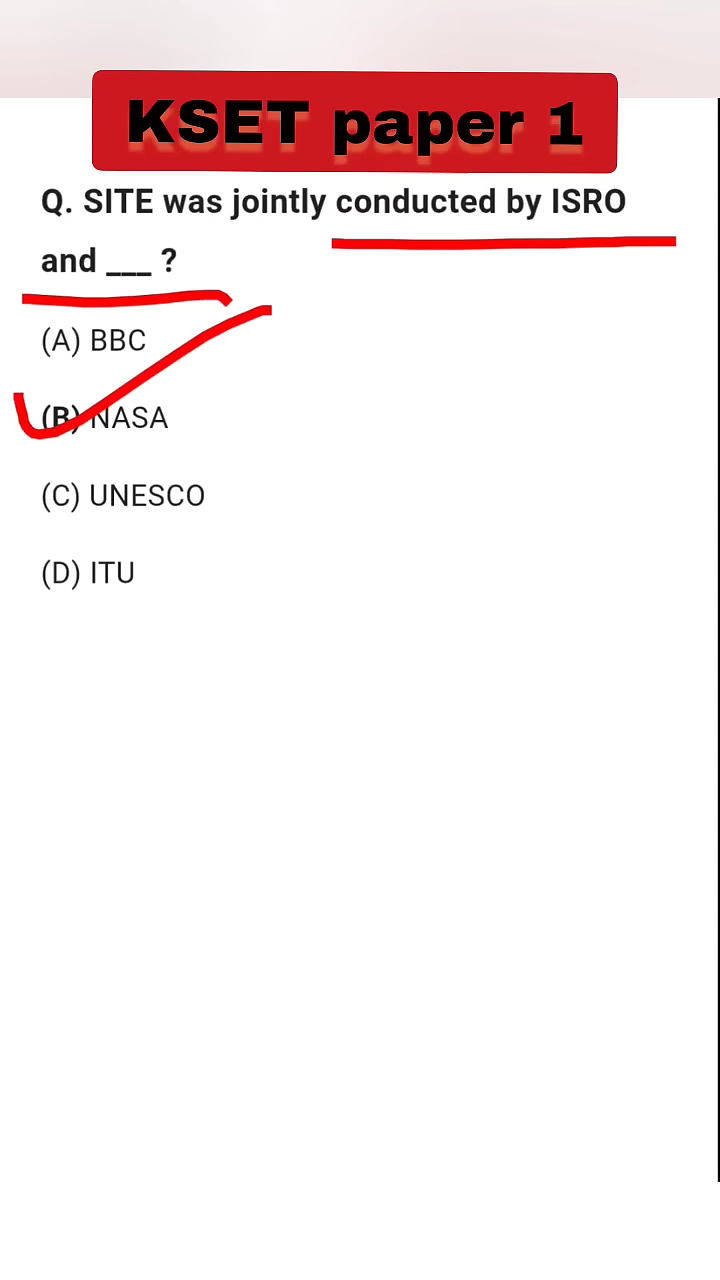 KSET paper 1
Q. SITE was jointly conducted by ISRO
and ___ ?
(A) BBC
(B) NASA
(C) UNESCO
(D) ITU